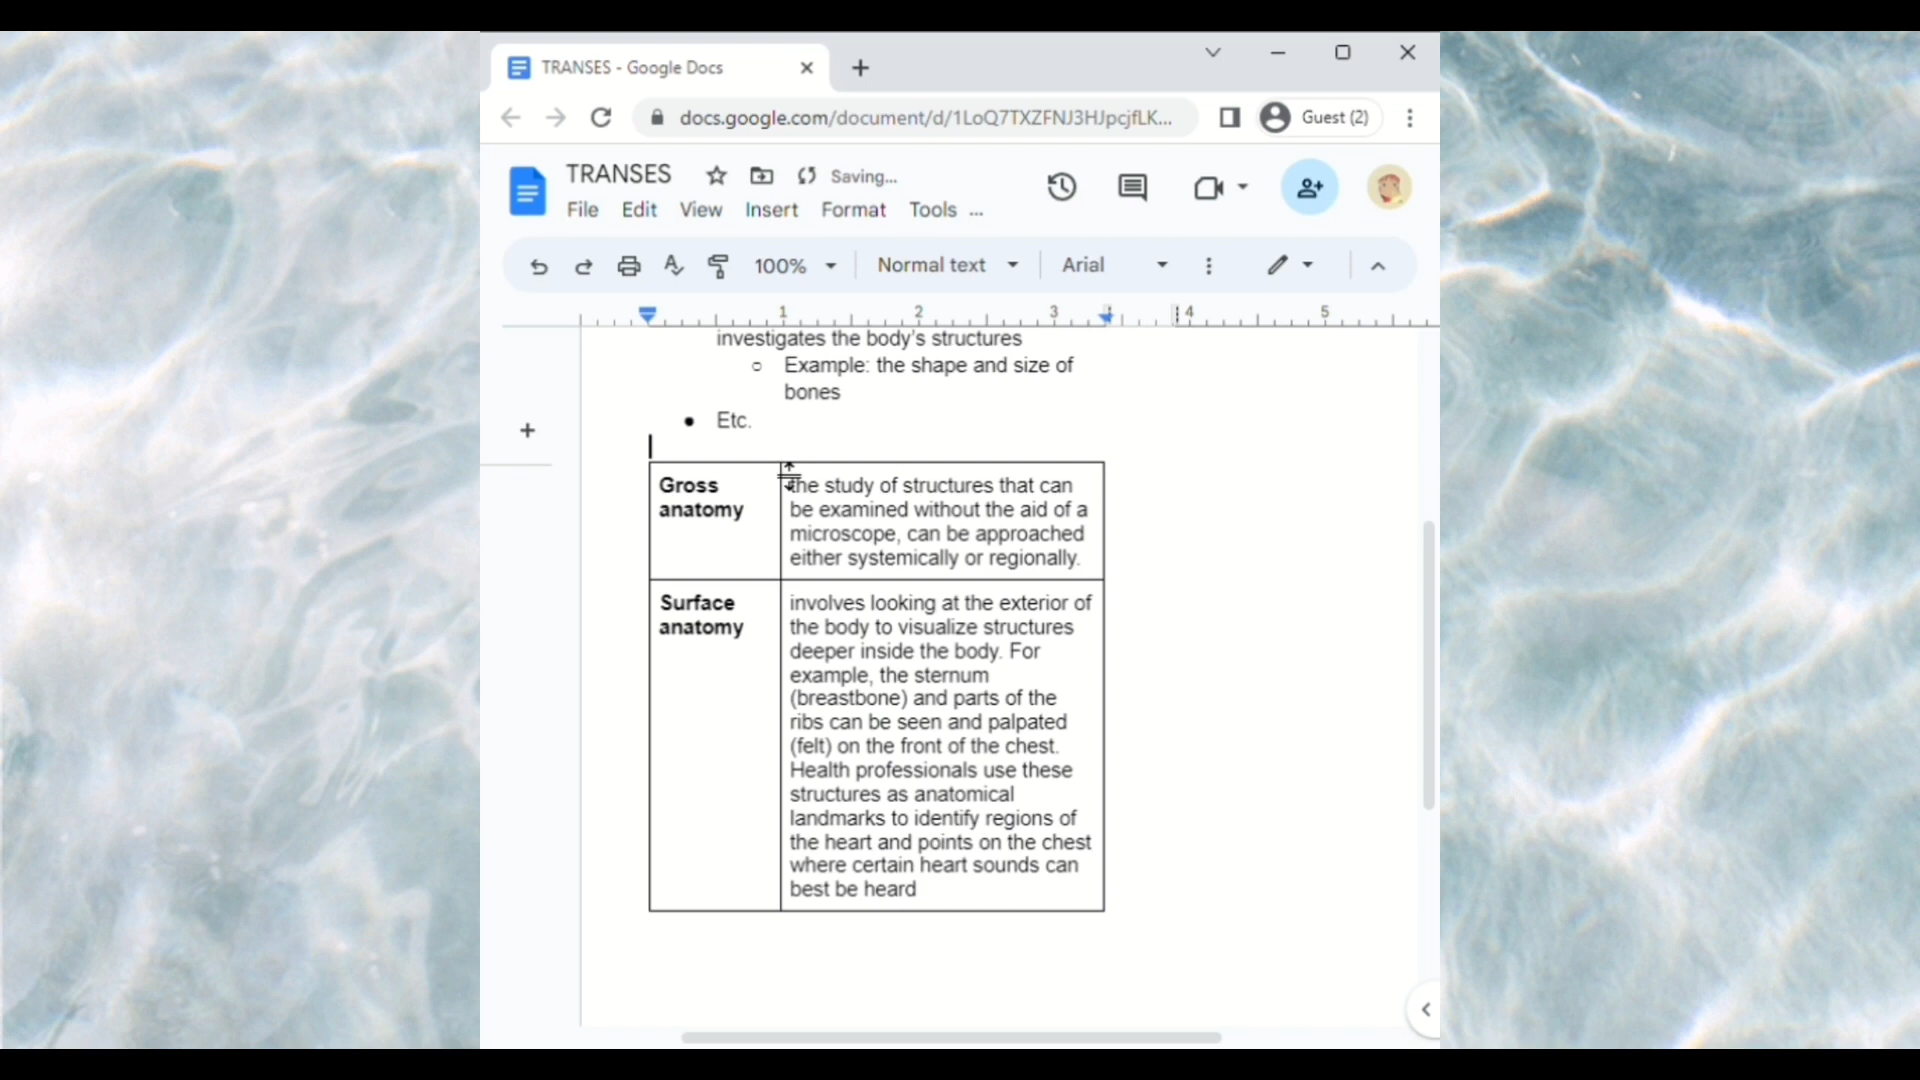 TRANSES - Google Docs
docs.google.com/document/d/1LoQ7TXZFNJ3HJpcjfLK...
Guest (2)
TRANSES
Saving...
File Edit View Insert Format Tools ...
100% Normal text Arial
1 2 3 4 5
investigates the body's structures
○ Example: the shape and size of
bones
● Etc.
Gross
anatomy
the study of structures that can
be examined without the aid of a
microscope, can be approached
either systemically or regionally.
Surface
anatomy
involves looking at the exterior of
the body to visualize structures
deeper inside the body. For
example, the sternum
(breastbone) and parts of the
ribs can be seen and palpated
(felt) on the front of the chest.
Health professionals use these
structures as anatomical
landmarks to identify regions of
the heart and points on the chest
where certain heart sounds can
best be heard